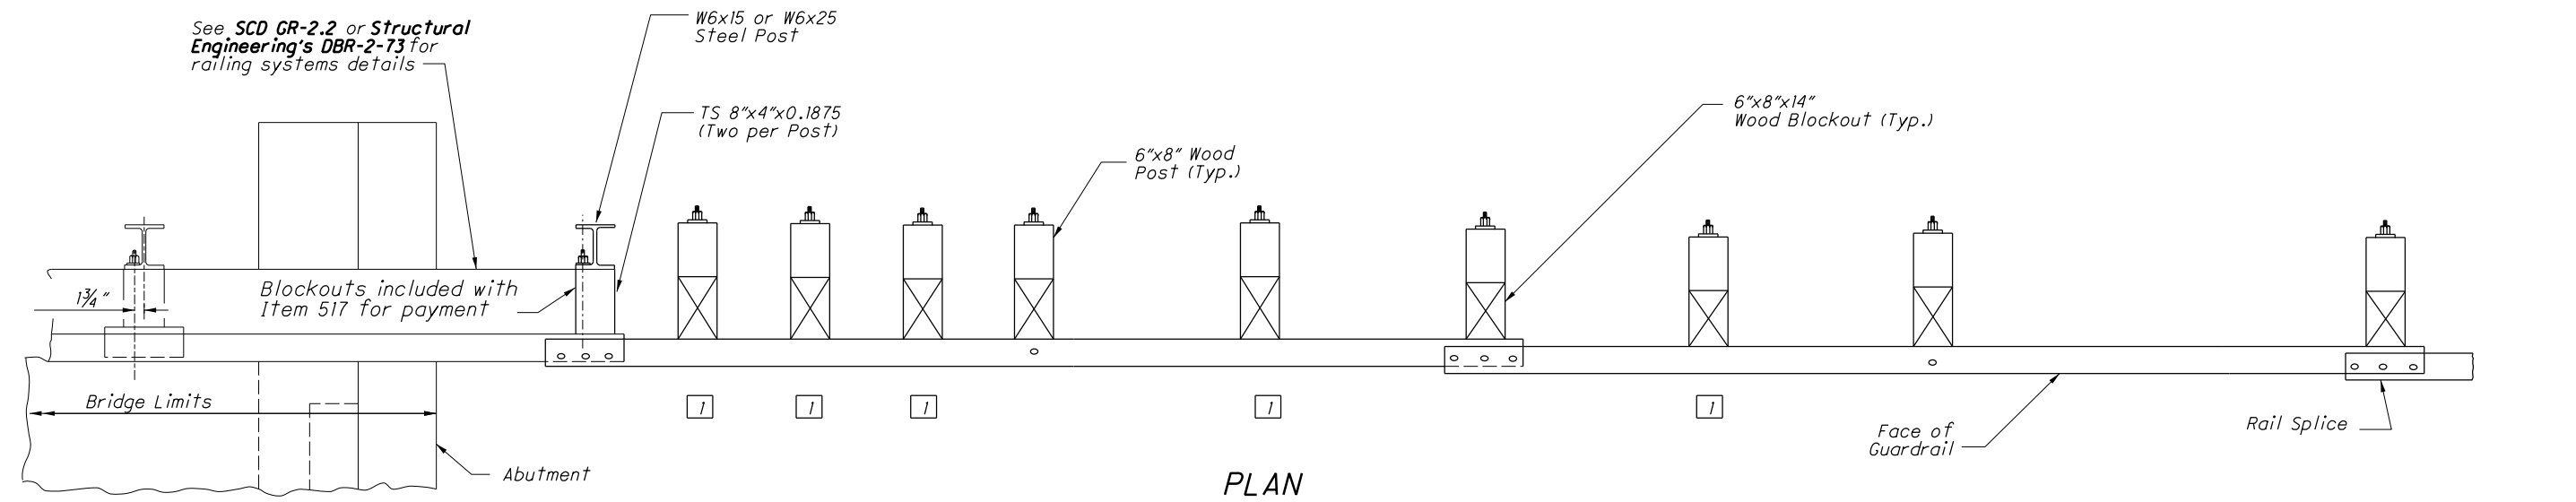 See SCD GR-2.2 or Structural
Engineering's DBR-2-73 for
railing systems details
W6x15 or W6x25
Steel Post
TS 8"x4"x0.1875
(Two per Post)
6"x8" Wood
Post (Typ.)
6"x8"x14"
Wood Blockout (Typ.)
1 3/4"
Blockouts included with
Item 517 for payment
Bridge Limits
1
1
1
1
1
Abutment
Face of
Guardrail
Rail Splice
PLAN